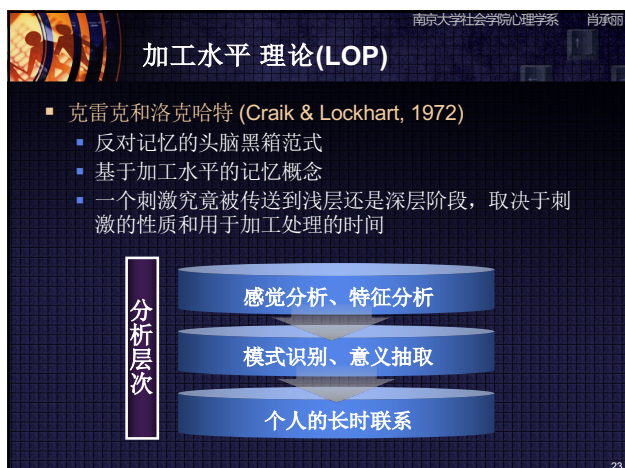 南京大学社会学院心理学系 肖承丽
加工水平 理论(LOP)
克雷克和洛克哈特 (Craik & Lockhart, 1972)
反对记忆的头脑黑箱范式
基于加工水平的记忆概念
一个刺激究竟被传送到浅层还是深层阶段，取决于刺
激的性质和用于加工处理的时间
分析层次
感觉分析、特征分析
模式识别、意义抽取
个人的长时联系
23